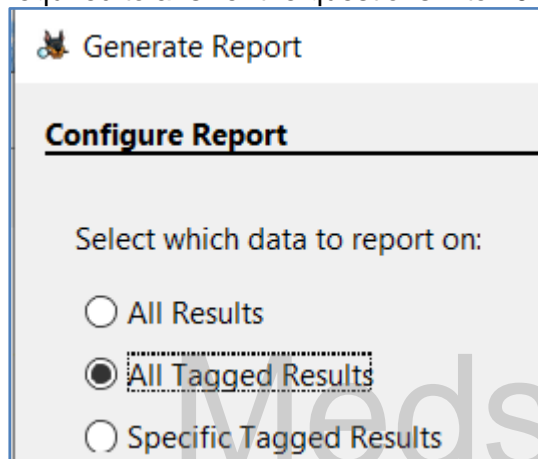 Generate Report
Configure Report
Select which data to report on:
All Results
All Tagged Results
Specific Tagged Results
Meds